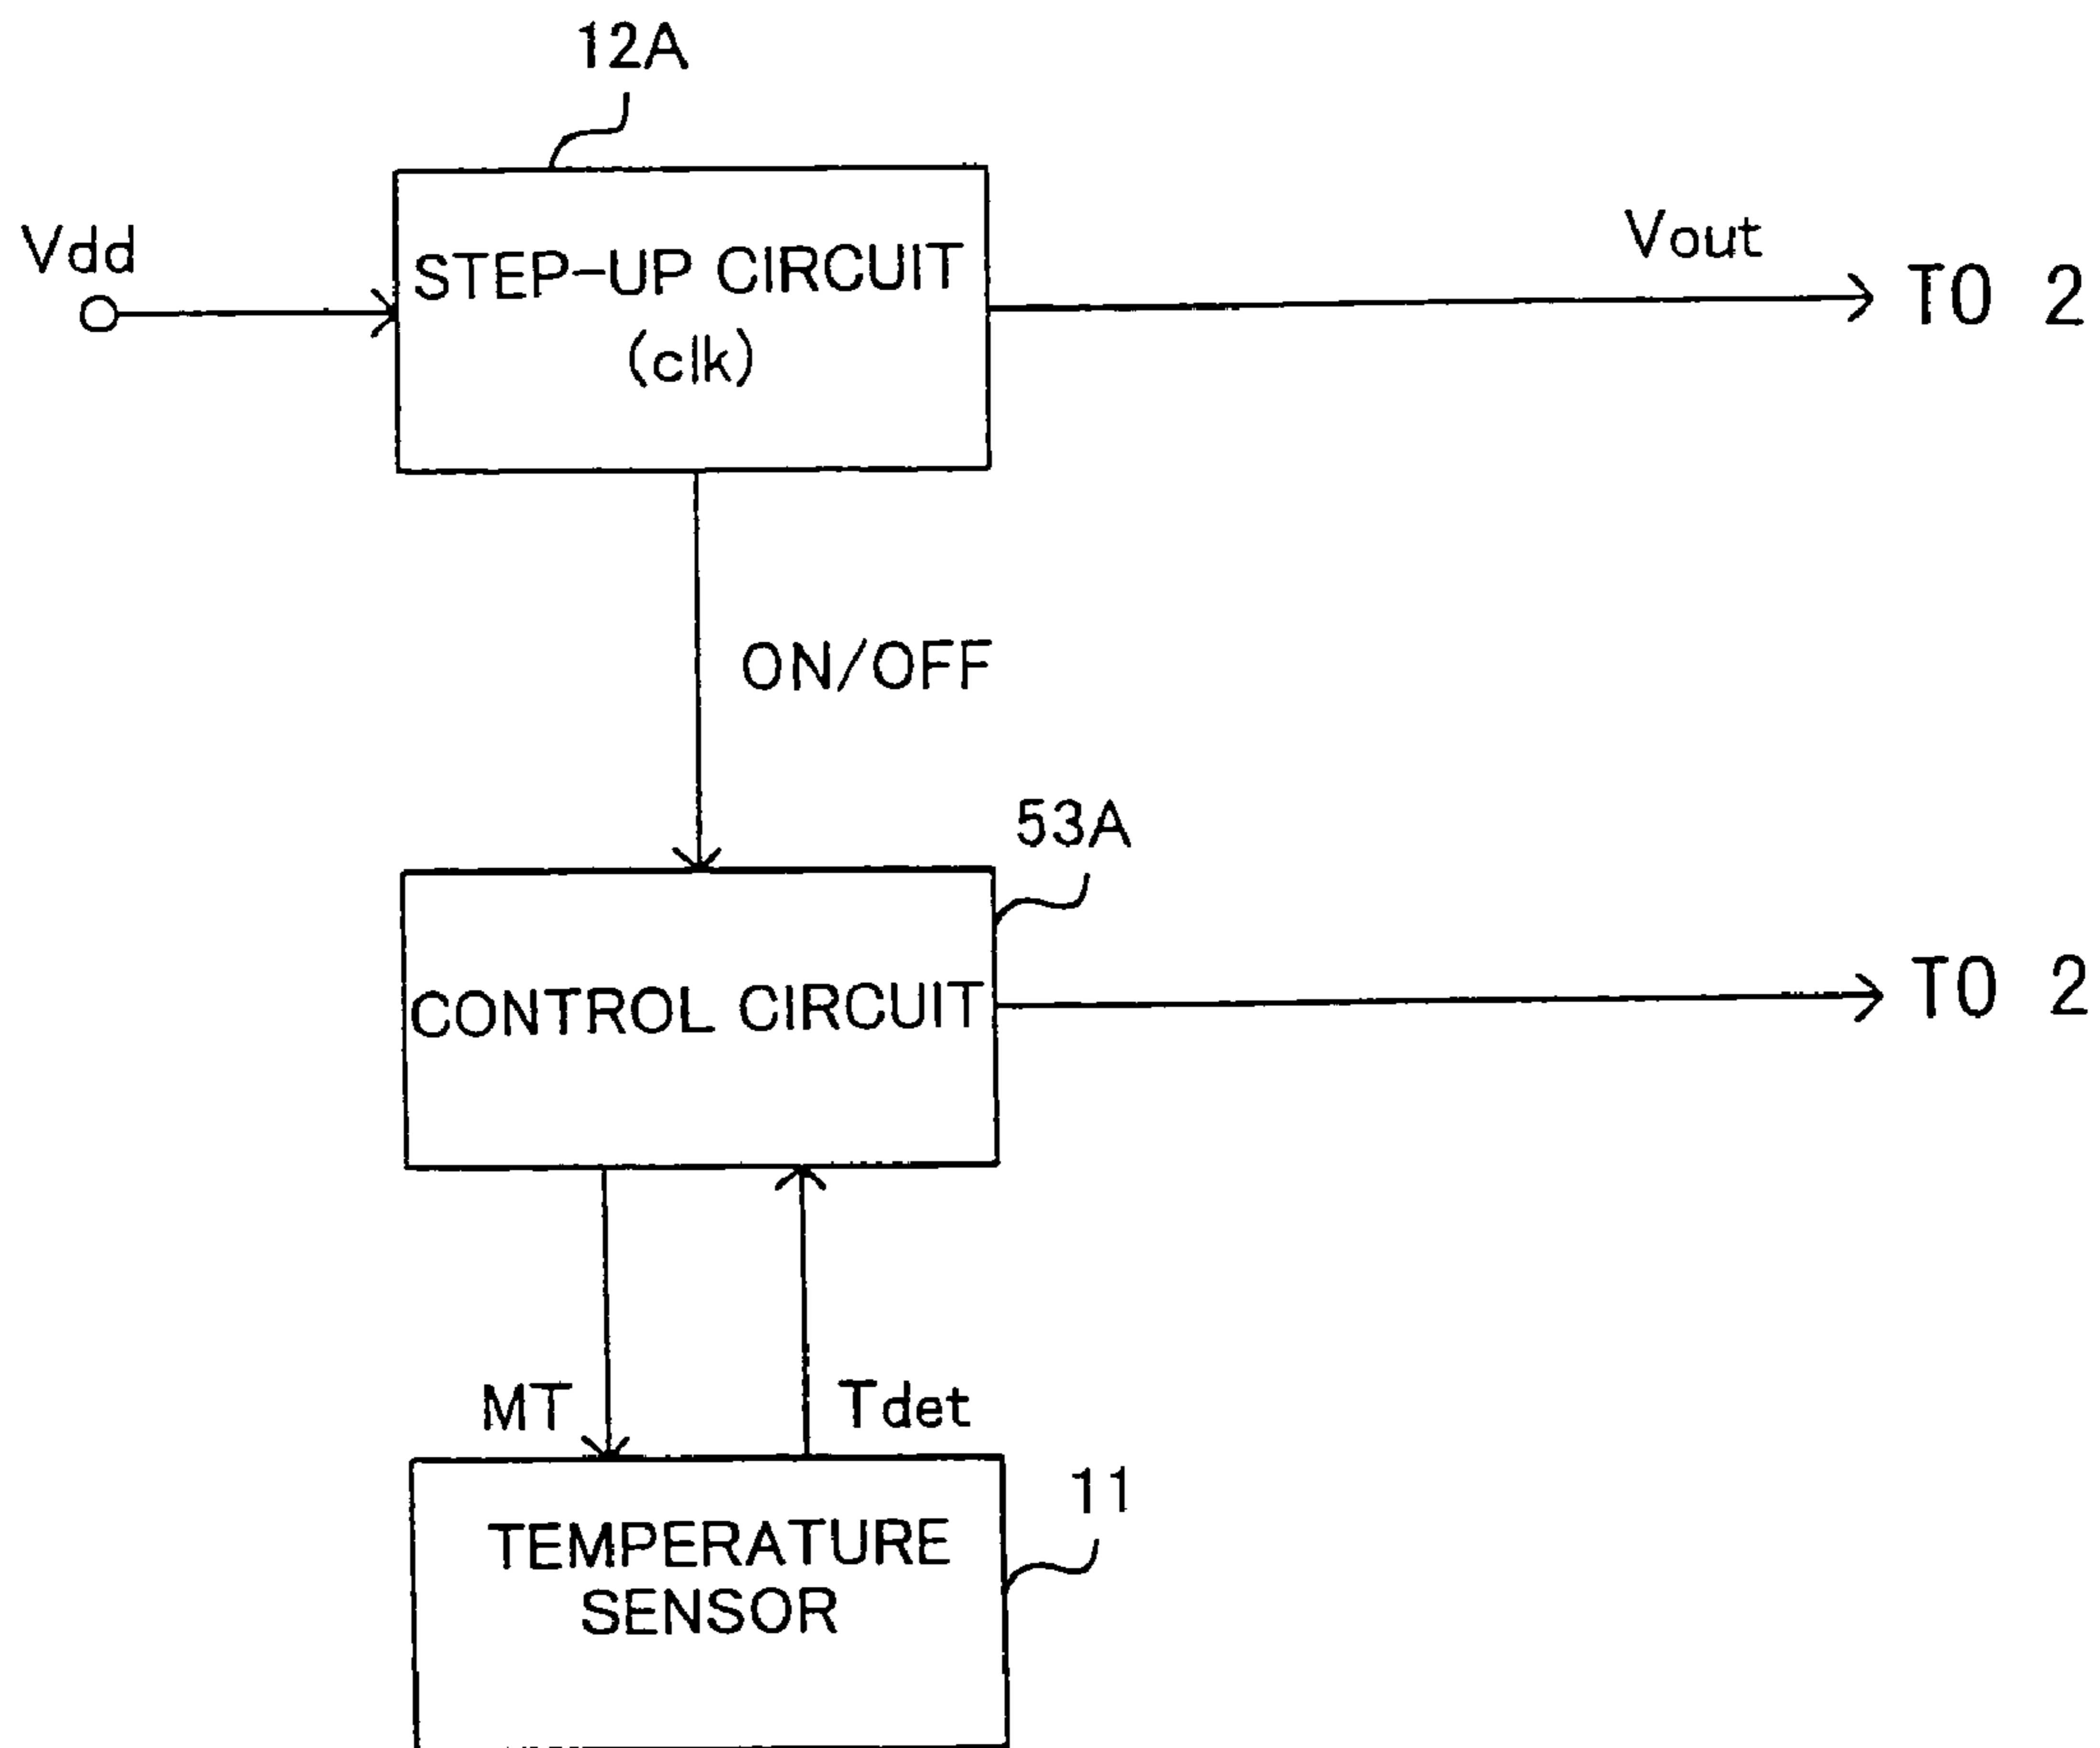 12A
Vdd
STEP-UP CIRCUIT
(clk)
Vout
TO 2
ON/OFF
53A
CONTROL CIRCUIT
TO 2
MT
Tdet
11
TEMPERATURE
SENSOR